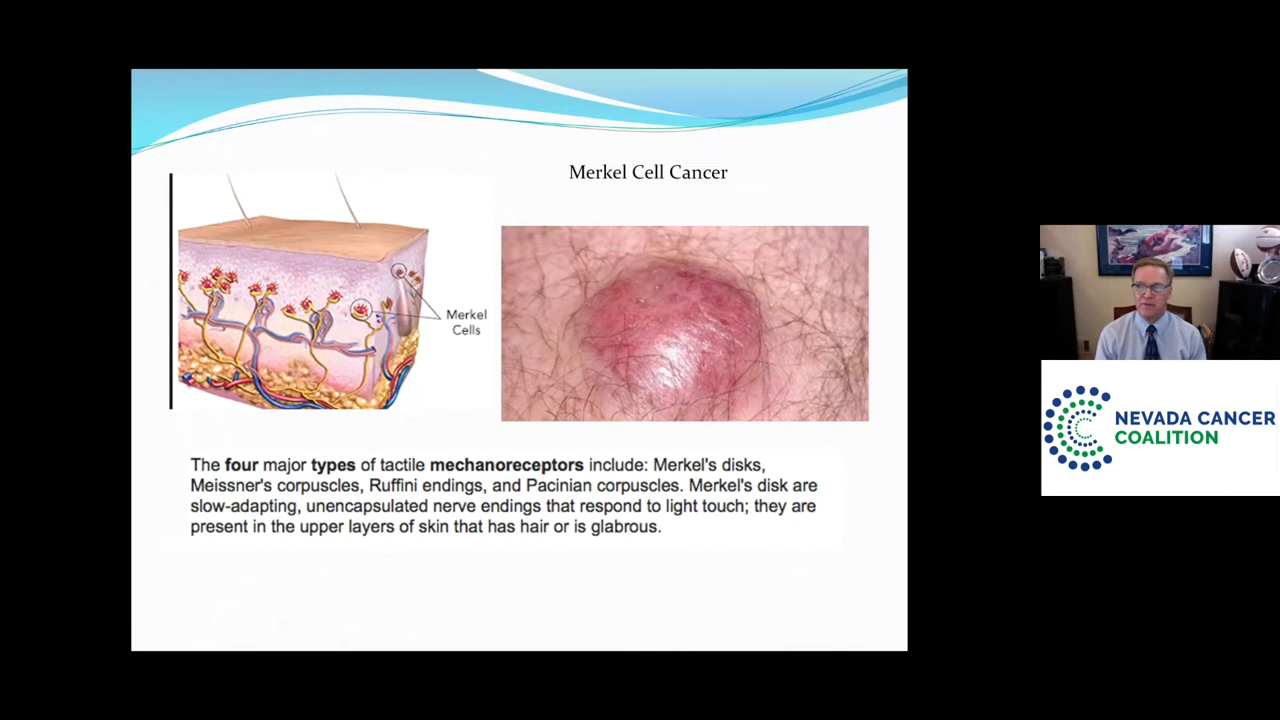 Merkel Cell Cancer
Merkel
Cells
The four major types of tactile mechanoreceptors include: Merkel's disks,
Meissner's corpuscles, Ruffini endings, and Pacinian corpuscles. Merkel's disk are
slow-adapting, unencapsulated nerve endings that respond to light touch; they are
present in the upper layers of skin that has hair or is glabrous.
NEVADA CANCER
COALITION